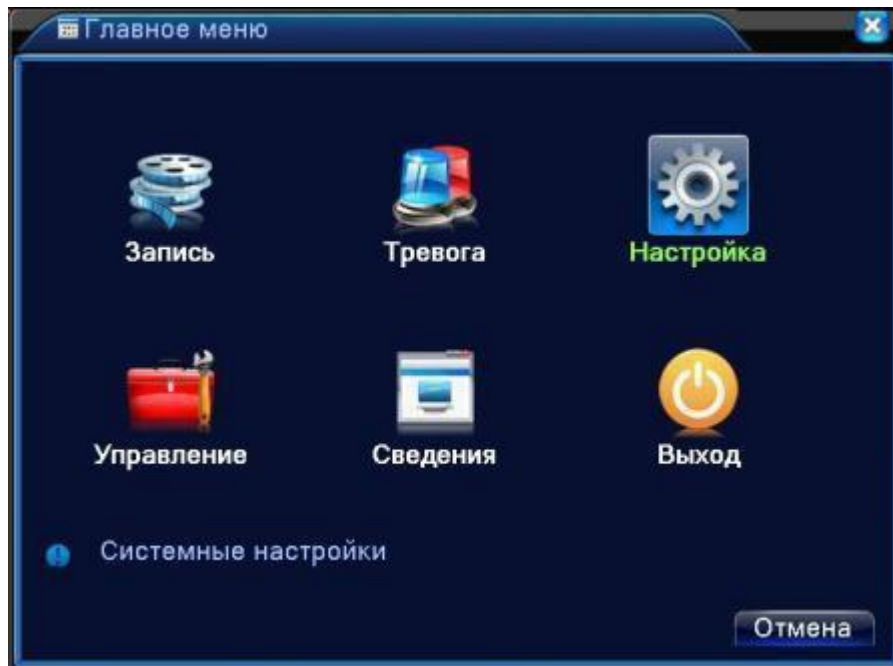 Главное меню
Запись Тревога Настройка
Управление Сведения Выход
Системные настройки
Отмена